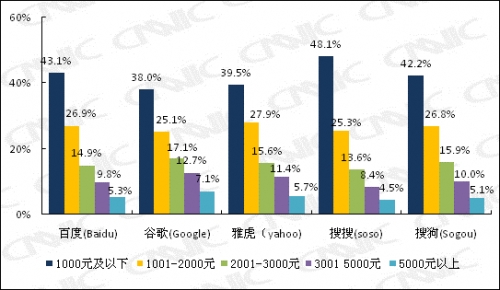 60%
40%
20%
0%
43.1%
26.9%
14.9%
9.8%
5.3%
38.0%
25.1%
17.1%
12.7%
7.1%
39.5%
27.9%
15.6%
11.4%
5.7%
48.1%
25.3%
13.6%
8.4%
4.5%
42.2%
26.8%
15.9%
10.0%
5.1%
百度(Baidu)
谷歌(Google)
雅虎（yahoo)
搜搜(soso)
搜狗(Sogou)
1000元及以下
1001-2000元
2001-3000元
3001 5000元
5000元以上
CNNIC